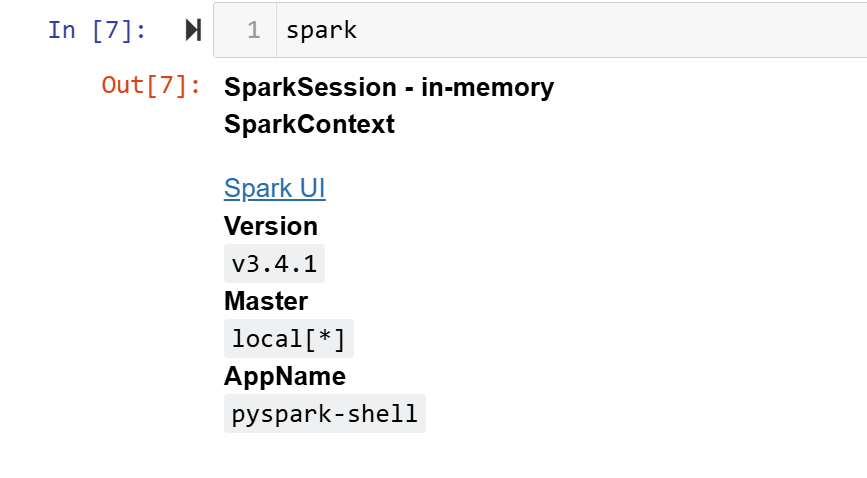 In [7]: 1 spark
Out[7]: SparkSession - in-memory
SparkContext
Spark UI
Version
v3.4.1
Master
local[*]
AppName
pyspark-shell